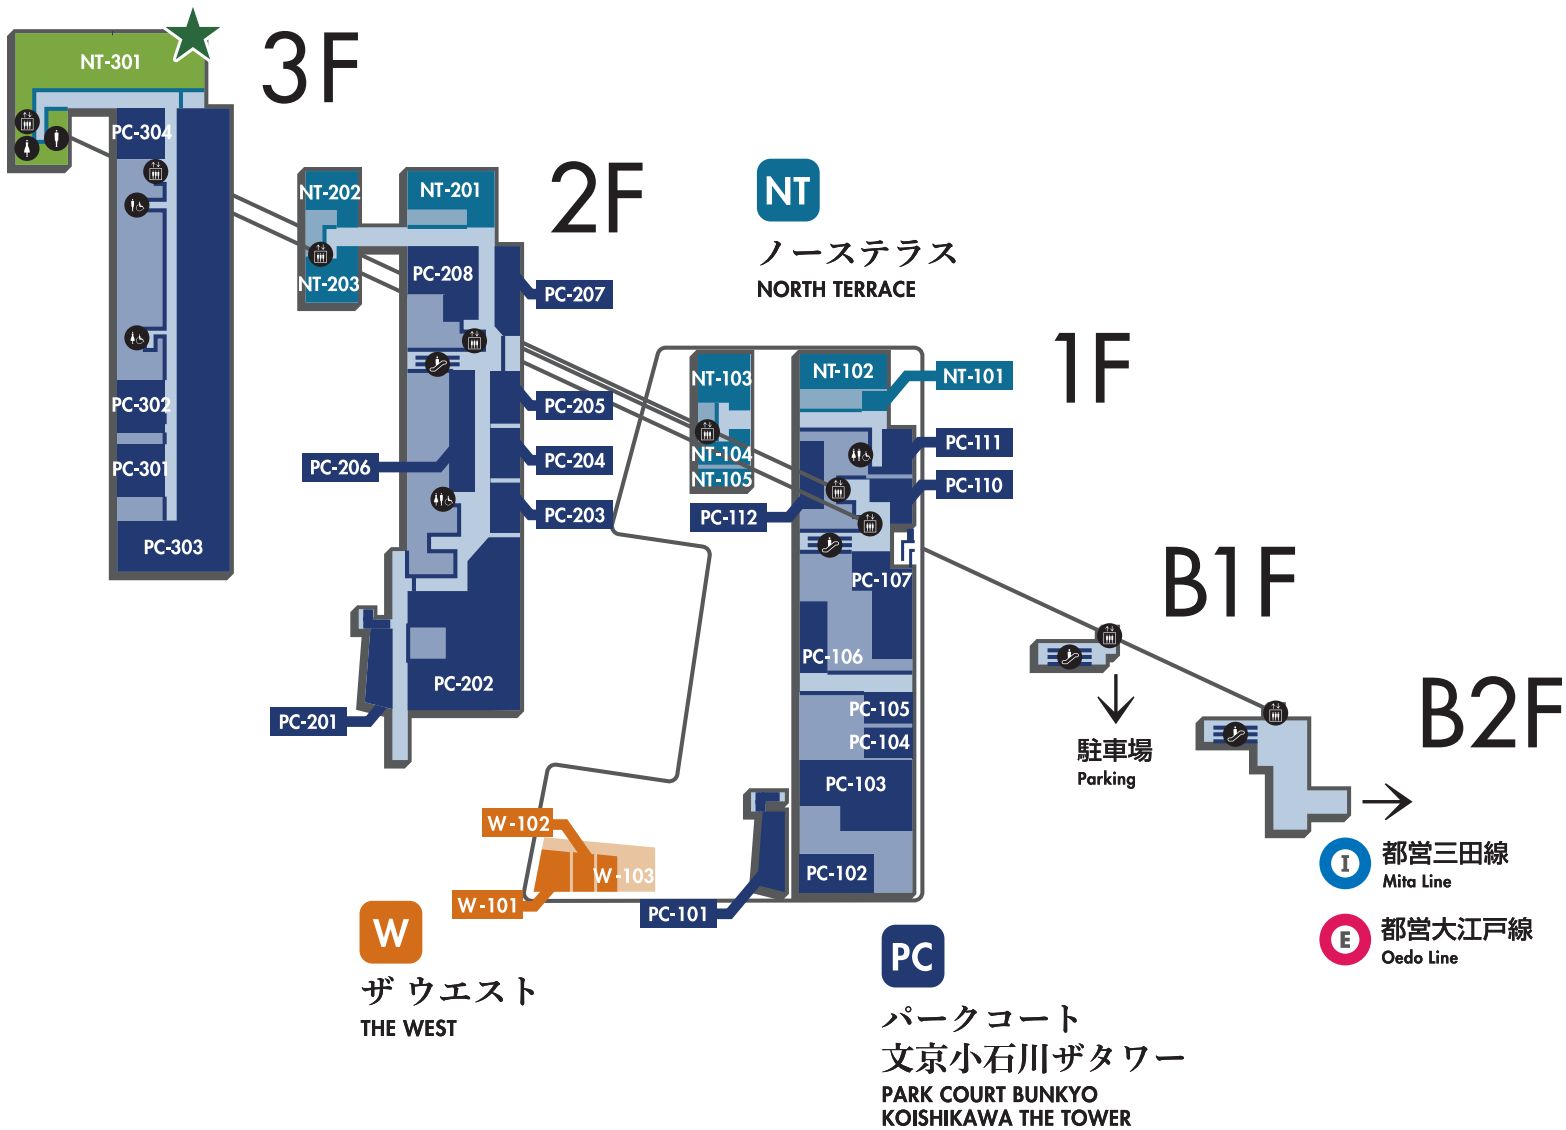 3F
NT-301
PC-304
PC-302
PC-301
PC-303
2F
NT-202
NT-201
NT-203
PC-208
PC-207
PC-205
PC-206
PC-204
PC-203
PC-202
PC-201
NT
ノーステラス
NORTH TERRACE
1F
NT-103
NT-102
NT-101
NT-104
NT-105
PC-111
PC-110
PC-112
PC-107
PC-106
PC-105
PC-104
PC-103
PC-102
PC-101
W-102
W-103
W-101
W
ザ ウエスト
THE WEST
PC
パークコート
文京小石川ザタワー
PARK COURT BUNKYO
KOISHIKAWA THE TOWER
B1F
駐車場
Parking
B2F
I
都営三田線
Mita Line
E
都営大江戸線
Oedo Line